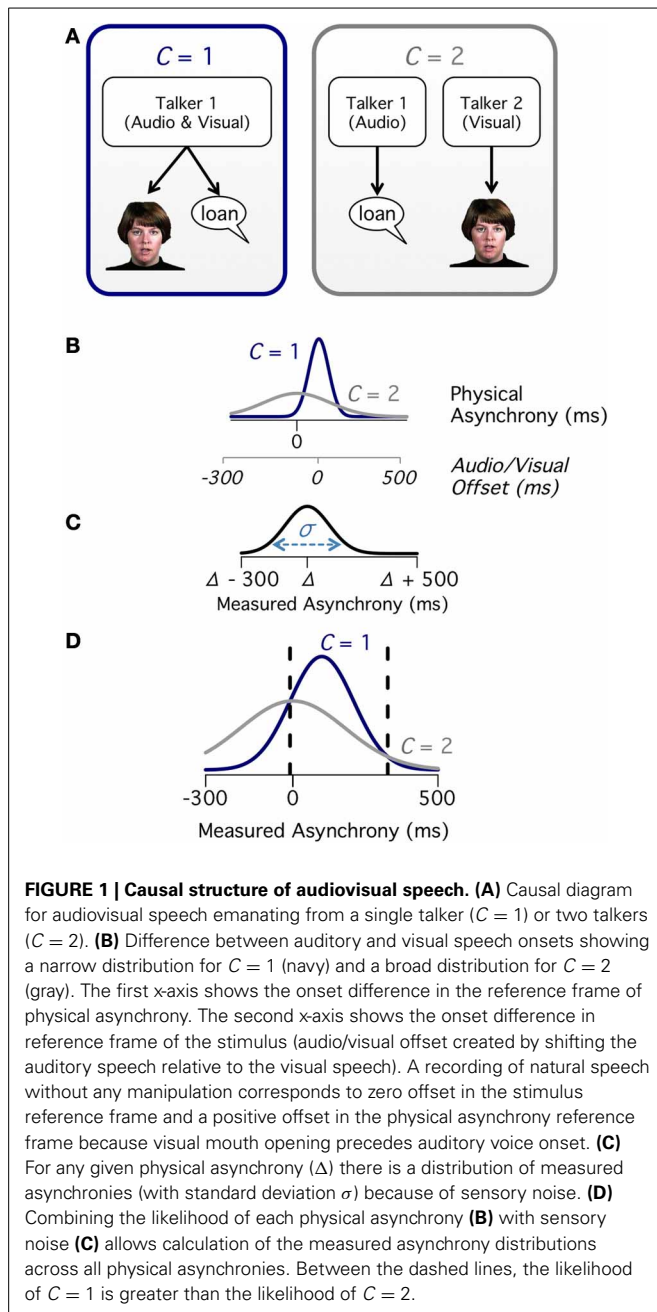 A
C = 1
C = 2
Talker 1
(Audio & Visual)
Talker 1
(Audio)
Talker 2
(Visual)
loan
loan
B
C = 1
C = 2
Physical
Asynchrony (ms)
0
-300
0
500
Audio/Visual
Offset (ms)
C
σ
Δ - 300
Δ
Δ + 500
Measured Asynchrony (ms)
D
C = 1
C = 2
-300
0
500
Measured Asynchrony (ms)
FIGURE 1 | Causal structure of audiovisual speech. (A) Causal diagram
for audiovisual speech emanating from a single talker (C = 1) or two talkers
(C = 2). (B) Difference between auditory and visual speech onsets showing
a narrow distribution for C = 1 (navy) and a broad distribution for C = 2
(gray). The first x-axis shows the onset difference in the reference frame of
physical asynchrony. The second x-axis shows the onset difference in
reference frame of the stimulus (audio/visual offset created by shifting the
auditory speech relative to the visual speech). A recording of natural speech
without any manipulation corresponds to zero offset in the stimulus
reference frame and a positive offset in the physical asynchrony reference
frame because visual mouth opening precedes auditory voice onset. (C)
For any given physical asynchrony (Δ) there is a distribution of measured
asynchronies (with standard deviation σ) because of sensory noise. (D)
Combining the likelihood of each physical asynchrony (B) with sensory
noise (C) allows calculation of the measured asynchrony distributions
across all physical asynchronies. Between the dashed lines, the likelihood
of C = 1 is greater than the likelihood of C = 2.